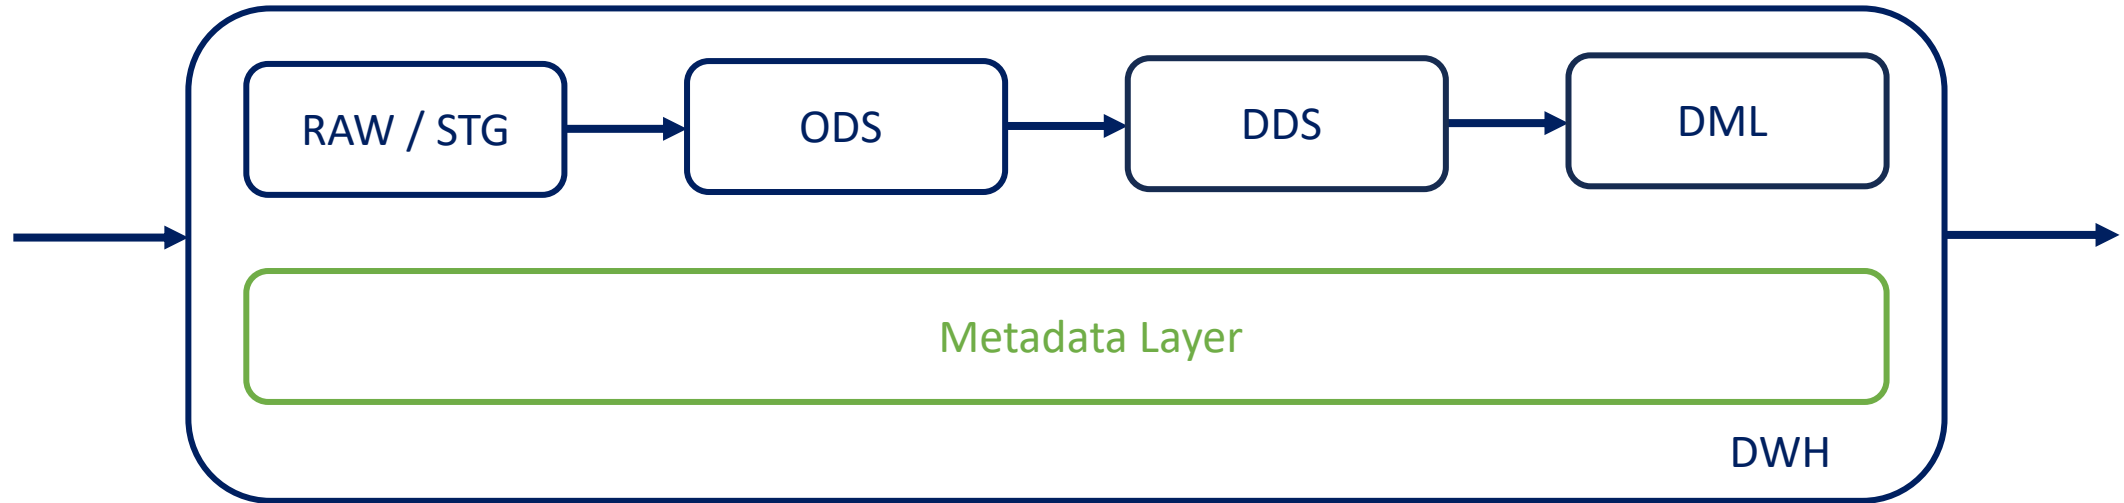 RAW / STG
ODS
DDS
DML
Metadata Layer
DWH